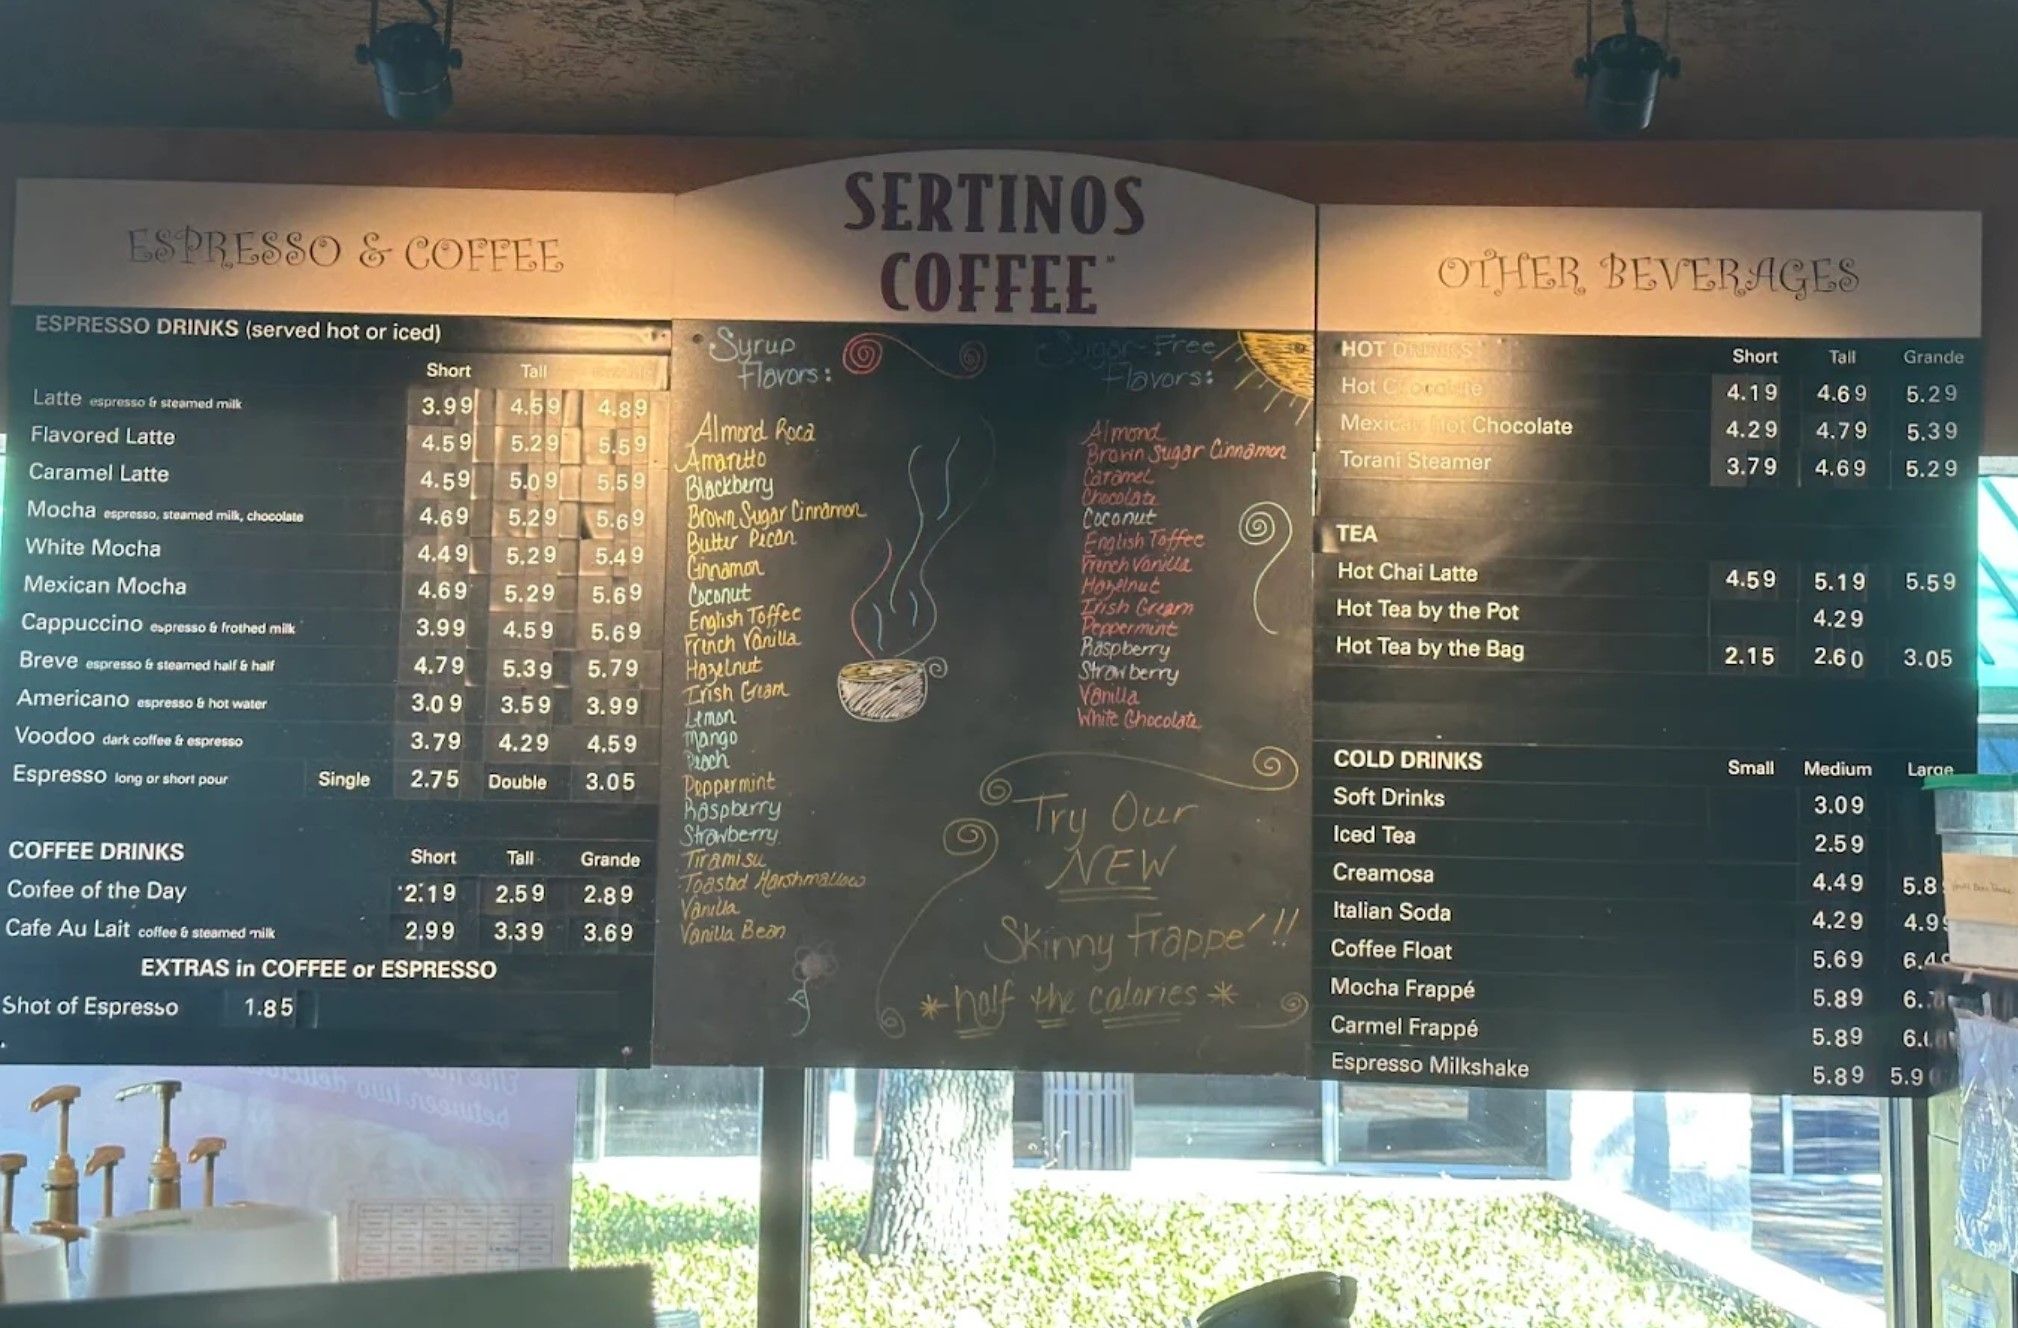 SERTINOS
COFFEE
ESPRESSO & COFFEE
ESPRESSO DRINKS (served hot or iced)
Short Tall
Latte espresso & steamed milk 3.99 4.59 4.89
Flavored Latte 4.59 5.29 5.59
Caramel Latte 4.59 5.09 5.59
Mocha espresso, steamed milk, chocolate 4.69 5.29 5.69
White Mocha 4.49 5.29 5.49
Mexican Mocha 4.69 5.29 5.69
Cappuccino espresso & frothed milk 3.99 4.59 5.69
Breve espresso & steamed half & half 4.79 5.39 5.79
Americano espresso & hot water 3.09 3.59 3.99
Voodoo dark coffee & espresso 3.79 4.29 4.59
Espresso long or short pour Single 2.75 Double 3.05
COFFEE DRINKS Short Tall Grande
Coffee of the Day 2.19 2.59 2.89
Cafe Au Lait coffee & steamed milk 2.99 3.39 3.69
EXTRAS in COFFEE or ESPRESSO
Shot of Espresso 1.85
Syrup
Flavors:
Almond Roca
Amaretto
Blackberry
Brown Sugar Cinnamon
Butter Pican
Cinnamon
Coconut
English Toffee
French Vanilla
Hazelnut
Irish Cream
Lemon
Mango
Peach
Peppermint
Raspberry
Strawberry
Tiramisu
Toasted Marshmallow
Vanilla
Vanilla Bean
Sugar-Free
Flavors:
Almond
Brown Sugar Cinnamon
Caramel
Chocolate
Coconut
English Toffee
French Vanilla
Hazelnut
Irish Cream
Peppermint
Raspberry
Strawberry
Vanilla
White Chocolate
Try Our
NEW
Skinny Frappe' !!
* half the calories *
OTHER BEVERAGES
HOT DRINKS Short Tall Grande
Hot Chocolate 4.19 4.69 5.29
Mexican Hot Chocolate 4.29 4.79 5.39
Torani Steamer 3.79 4.69 5.29
TEA
Hot Chai Latte 4.59 5.19 5.59
Hot Tea by the Pot 4.29
Hot Tea by the Bag 2.15 2.60 3.05
COLD DRINKS Small Medium Large
Soft Drinks 3.09
Iced Tea 2.59
Creamosa 4.49
Italian Soda 4.29 4.99
Coffee Float 5.69
Mocha Frappé 5.89
Carmel Frappé 5.89
Espresso Milkshake 5.89